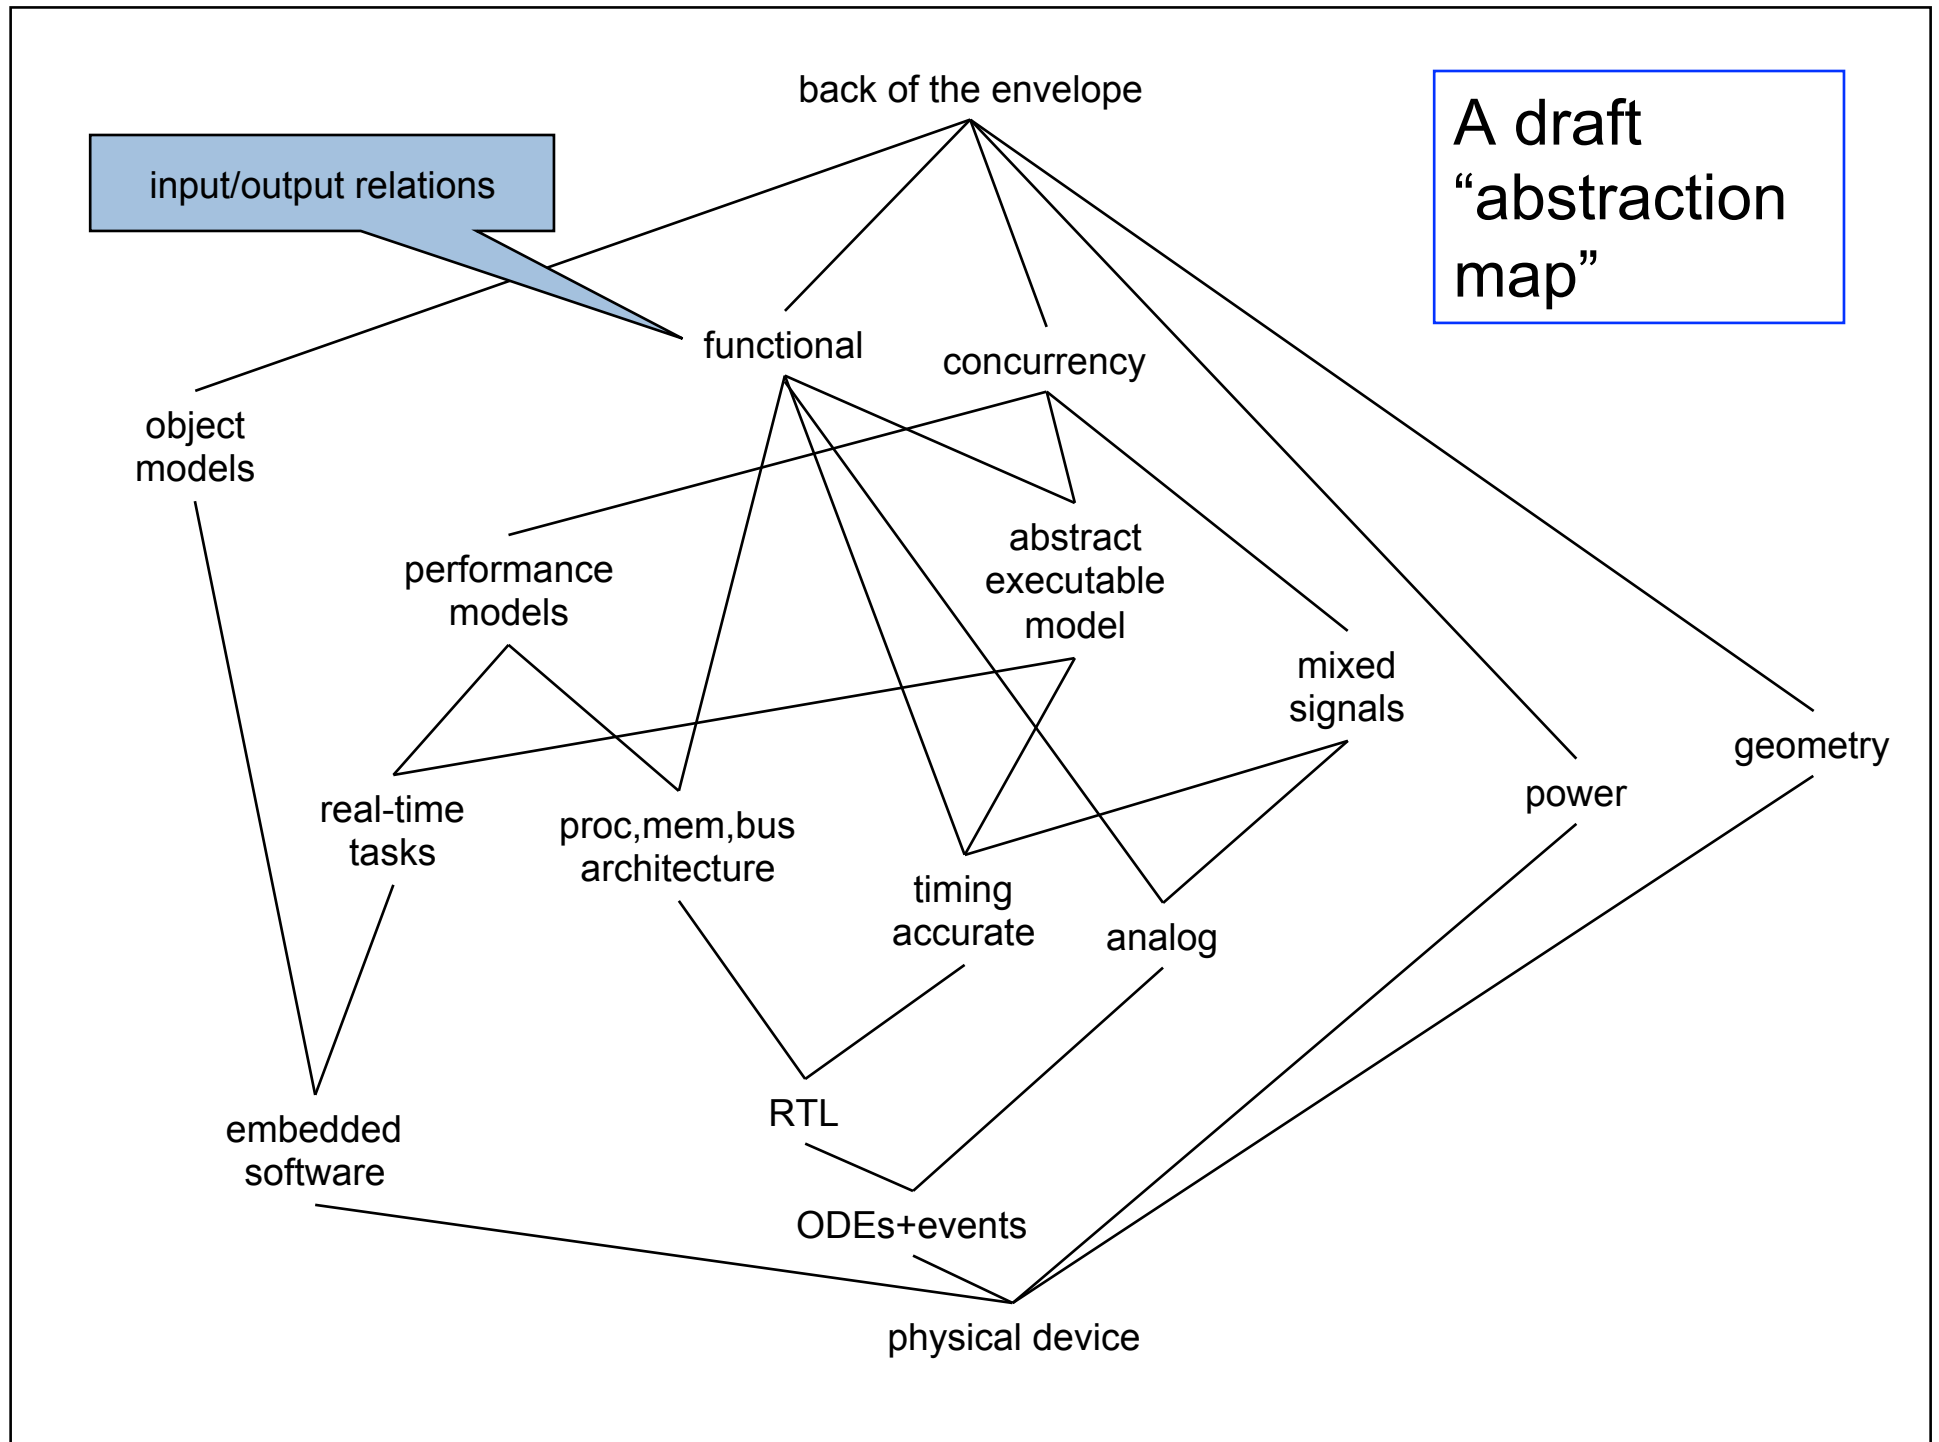 back of the envelope
A draft
“abstraction
map”
input/output relations
functional
concurrency
object
models
performance
models
abstract
executable
model
mixed
signals
geometry
power
real-time
tasks
proc,mem,bus
architecture
timing
accurate
analog
RTL
embedded
software
ODEs+events
physical device